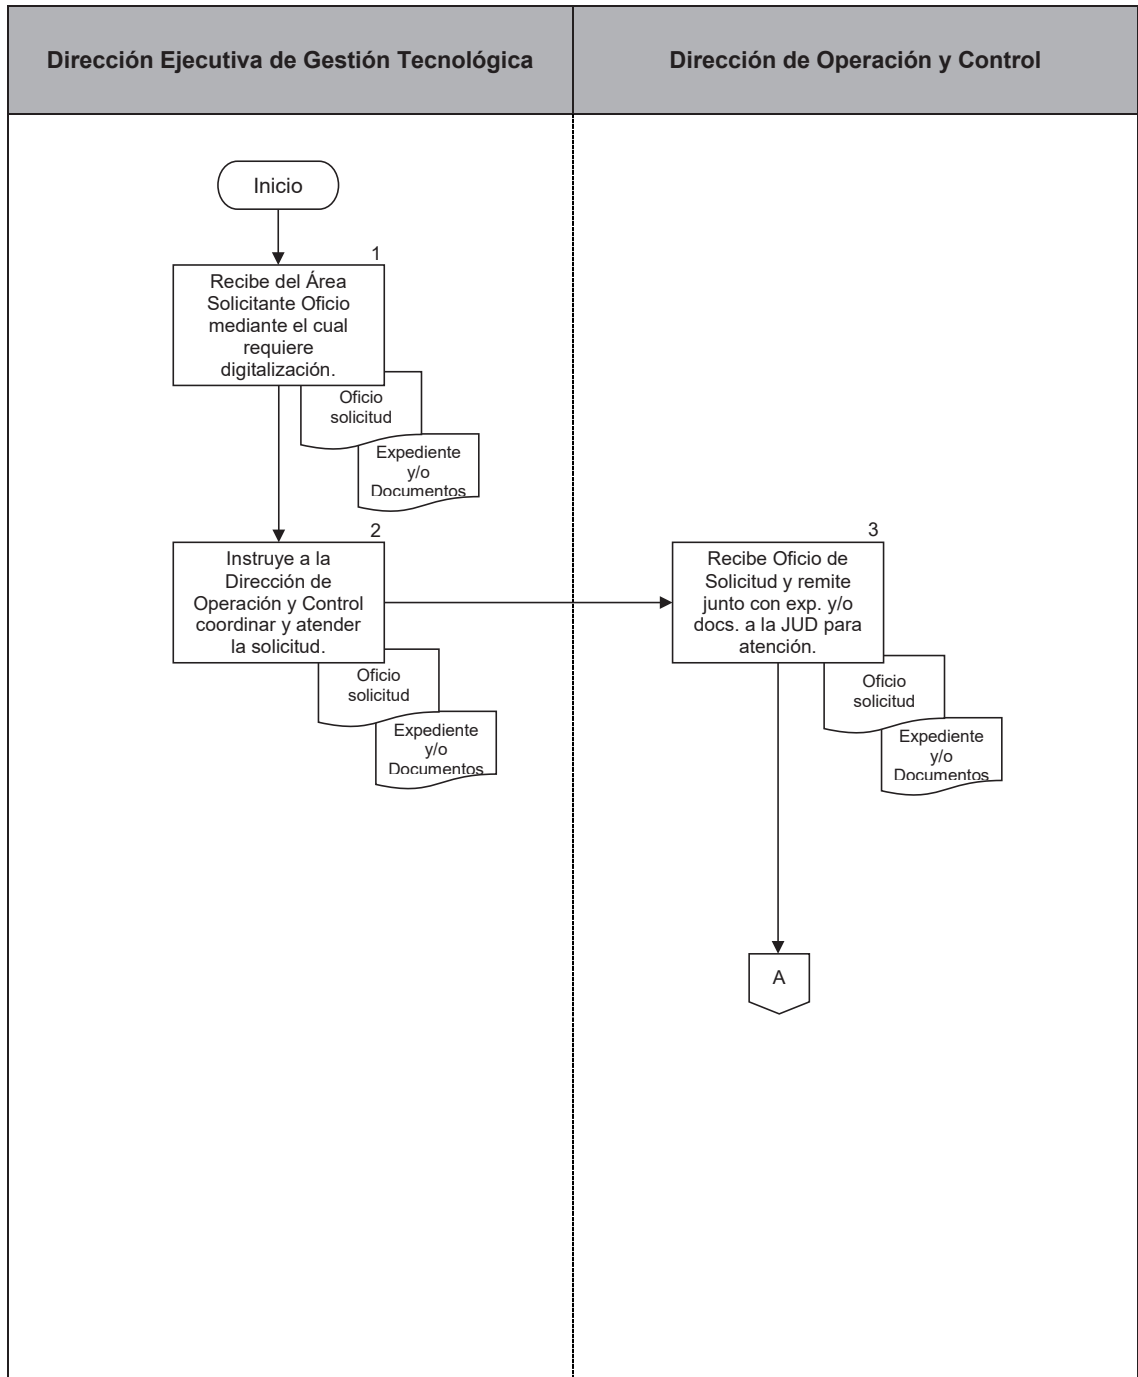 Dirección Ejecutiva de Gestión Tecnológica
Dirección de Operación y Control
Inicio
1
Recibe del Área
Solicitante Oficio
mediante el cual
requiere
digitalización.
Oficio
solicitud
Expediente
y/o
Documentos
2
Instruye a la
Dirección de
Operación y Control
coordinar y atender
la solicitud.
Oficio
solicitud
Expediente
y/o
Documentos
3
Recibe Oficio de
Solicitud y remite
junto con exp. y/o
docs. a la JUD para
atención.
Oficio
solicitud
Expediente
y/o
Documentos
A